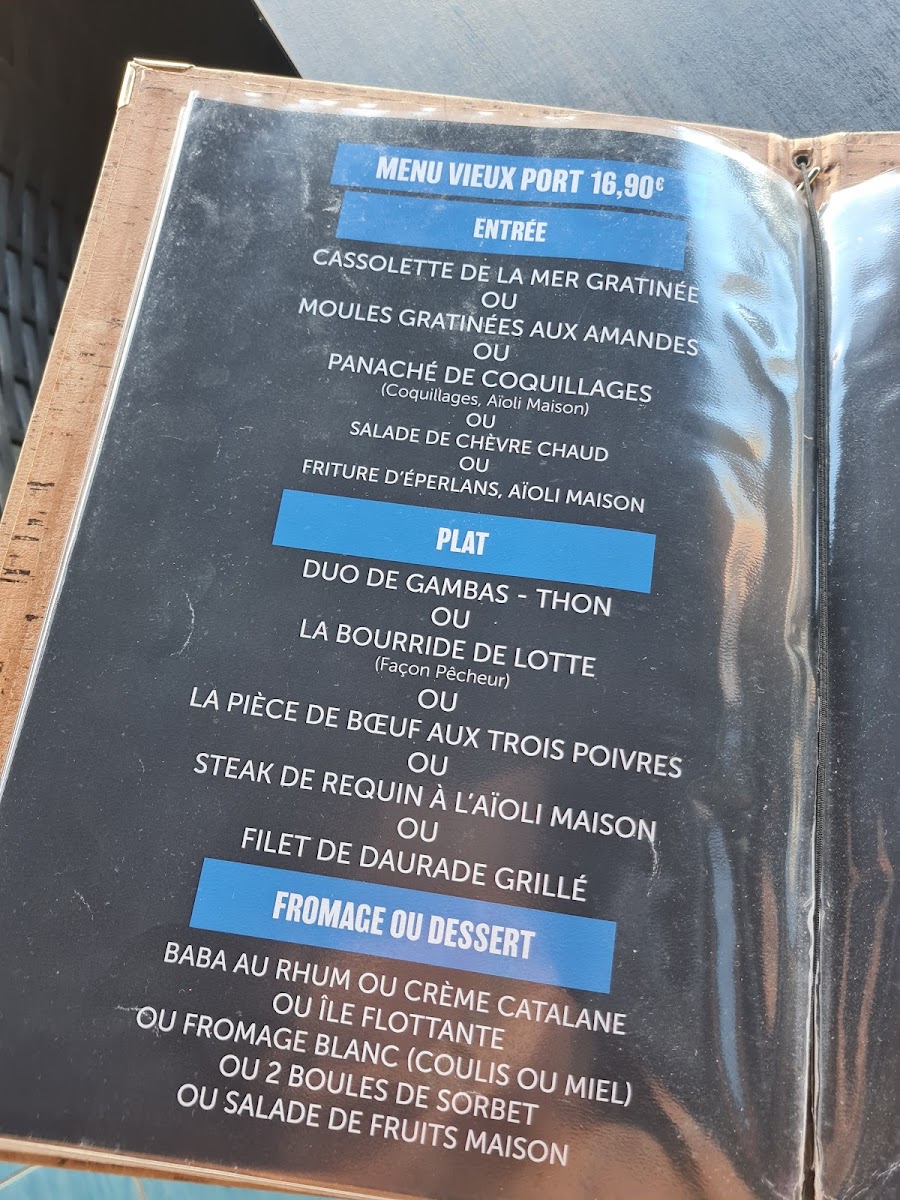 MENU VIEUX PORT 16,90€
ENTRÉE
CASSOLETTE DE LA MER GRATINÉE
OU
MOULES GRATINÉES AUX AMANDES
OU
PANACHÉ DE COQUILLAGES
(Coquillages, Aïoli Maison)
OU
SALADE DE CHÈVRE CHAUD
OU
FRITURE D'ÉPERLANS, AÏOLI MAISON
PLAT
DUO DE GAMBAS - THON
OU
LA BOURRIDE DE LOTTE
(Façon Pêcheur)
OU
LA PIÈCE DE BŒUF AUX TROIS POIVRES
OU
STEAK DE REQUIN À L'AÏOLI MAISON
OU
FILET DE DAURADE GRILLÉ
FROMAGE OU DESSERT
BABA AU RHUM OU CRÈME CATALANE
OU ÎLE FLOTTANTE
OU FROMAGE BLANC (COULIS OU MIEL)
OU 2 BOULES DE SORBET
OU SALADE DE FRUITS MAISON